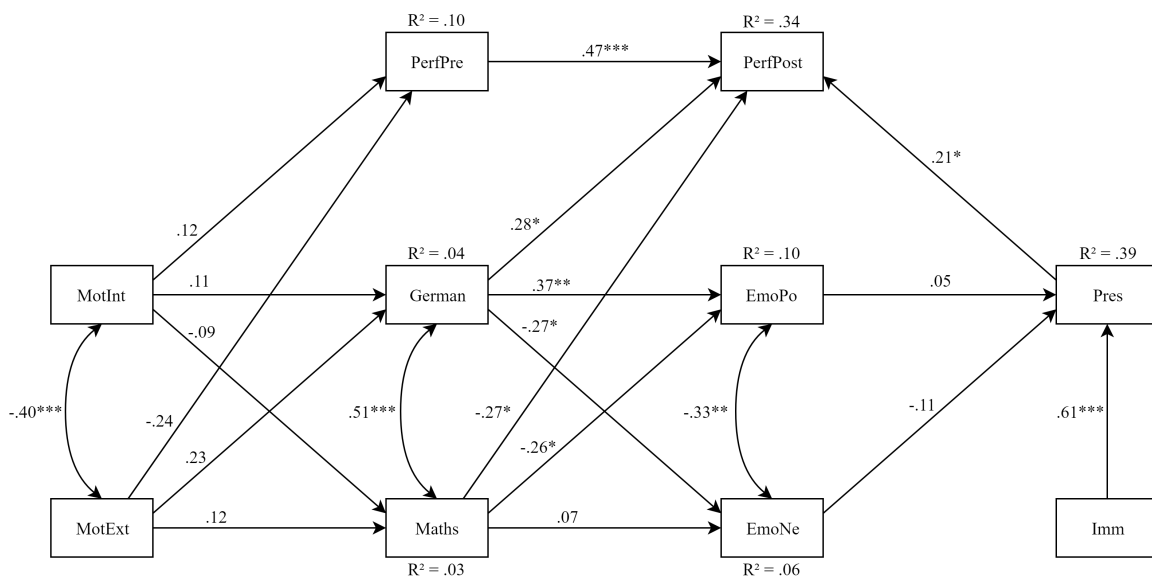 R² = .10
R² = .34
PerfPre
.47***
PerfPost
.21*
.12
.28*
R² = .04
R² = .10
R² = .39
MotInt
.11
German
.37**
EmoPo
.05
Pres
-.09
-.27*
-.40***
-.24
.51***
-.27*
-.33**
-.11
.61***
.23
-.26*
MotExt
.12
Maths
.07
EmoNe
Imm
R² = .03
R² = .06